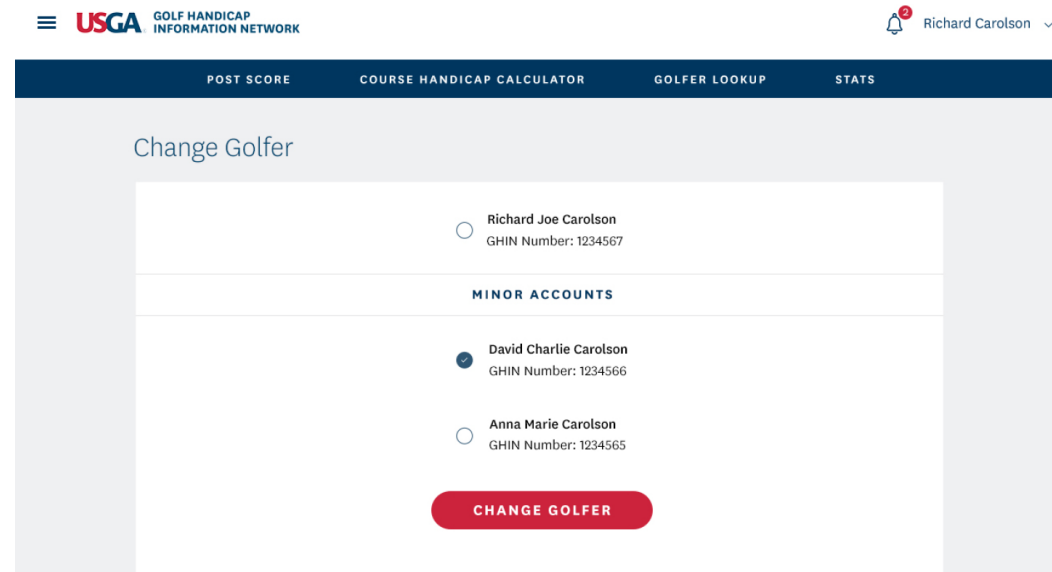 USGA GOLF HANDICAP
INFORMATION NETWORK
2
Richard Carolson
POST SCORE COURSE HANDICAP CALCULATOR GOLFER LOOKUP STATS
Change Golfer
Richard Joe Carolson
GHIN Number: 1234567
MINOR ACCOUNTS
David Charlie Carolson
GHIN Number: 1234566
Anna Marie Carolson
GHIN Number: 1234565
CHANGE GOLFER